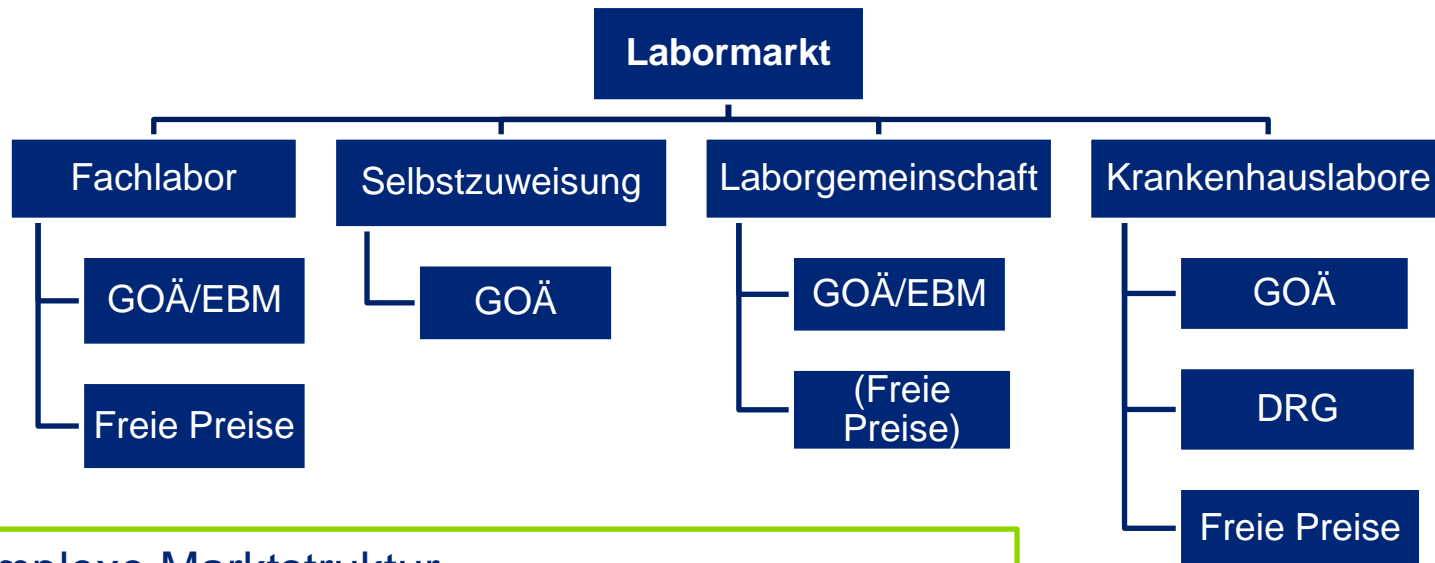 Labormarkt
Fachlabor
Selbstzuweisung
Laborgemeinschaft
Krankenhauslabore
GOÄ/EBM
GOÄ
GOÄ/EBM
GOÄ
Freie Preise
(Freie
Preise)
DRG
Freie Preise